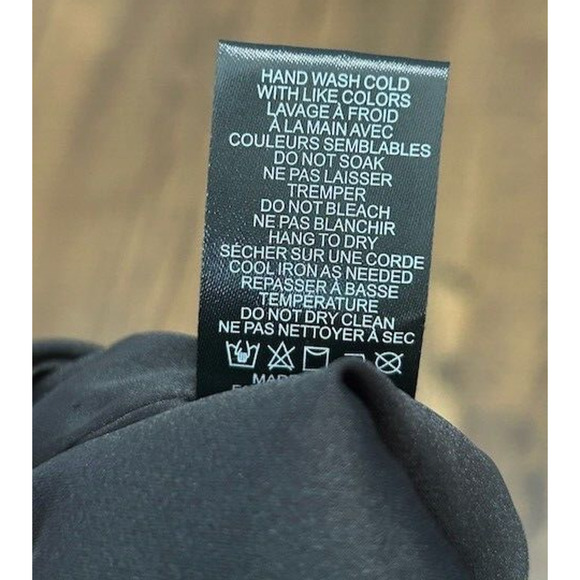 HAND WASH COLD
WITH LIKE COLORS
LAVAGE À FROID
À LA MAIN AVEC
COULEURS SEMBLABLES
DO NOT SOAK
NE PAS LAISSER
TREMPER
DO NOT BLEACH
NE PAS BLANCHIR
HANG TO DRY
SÉCHER SUR UNE CORDE
COOL IRON AS NEEDED
REPASSER À BASSE
TEMPÉRATURE
DO NOT DRY CLEAN
NE PAS NETTOYER À SEC